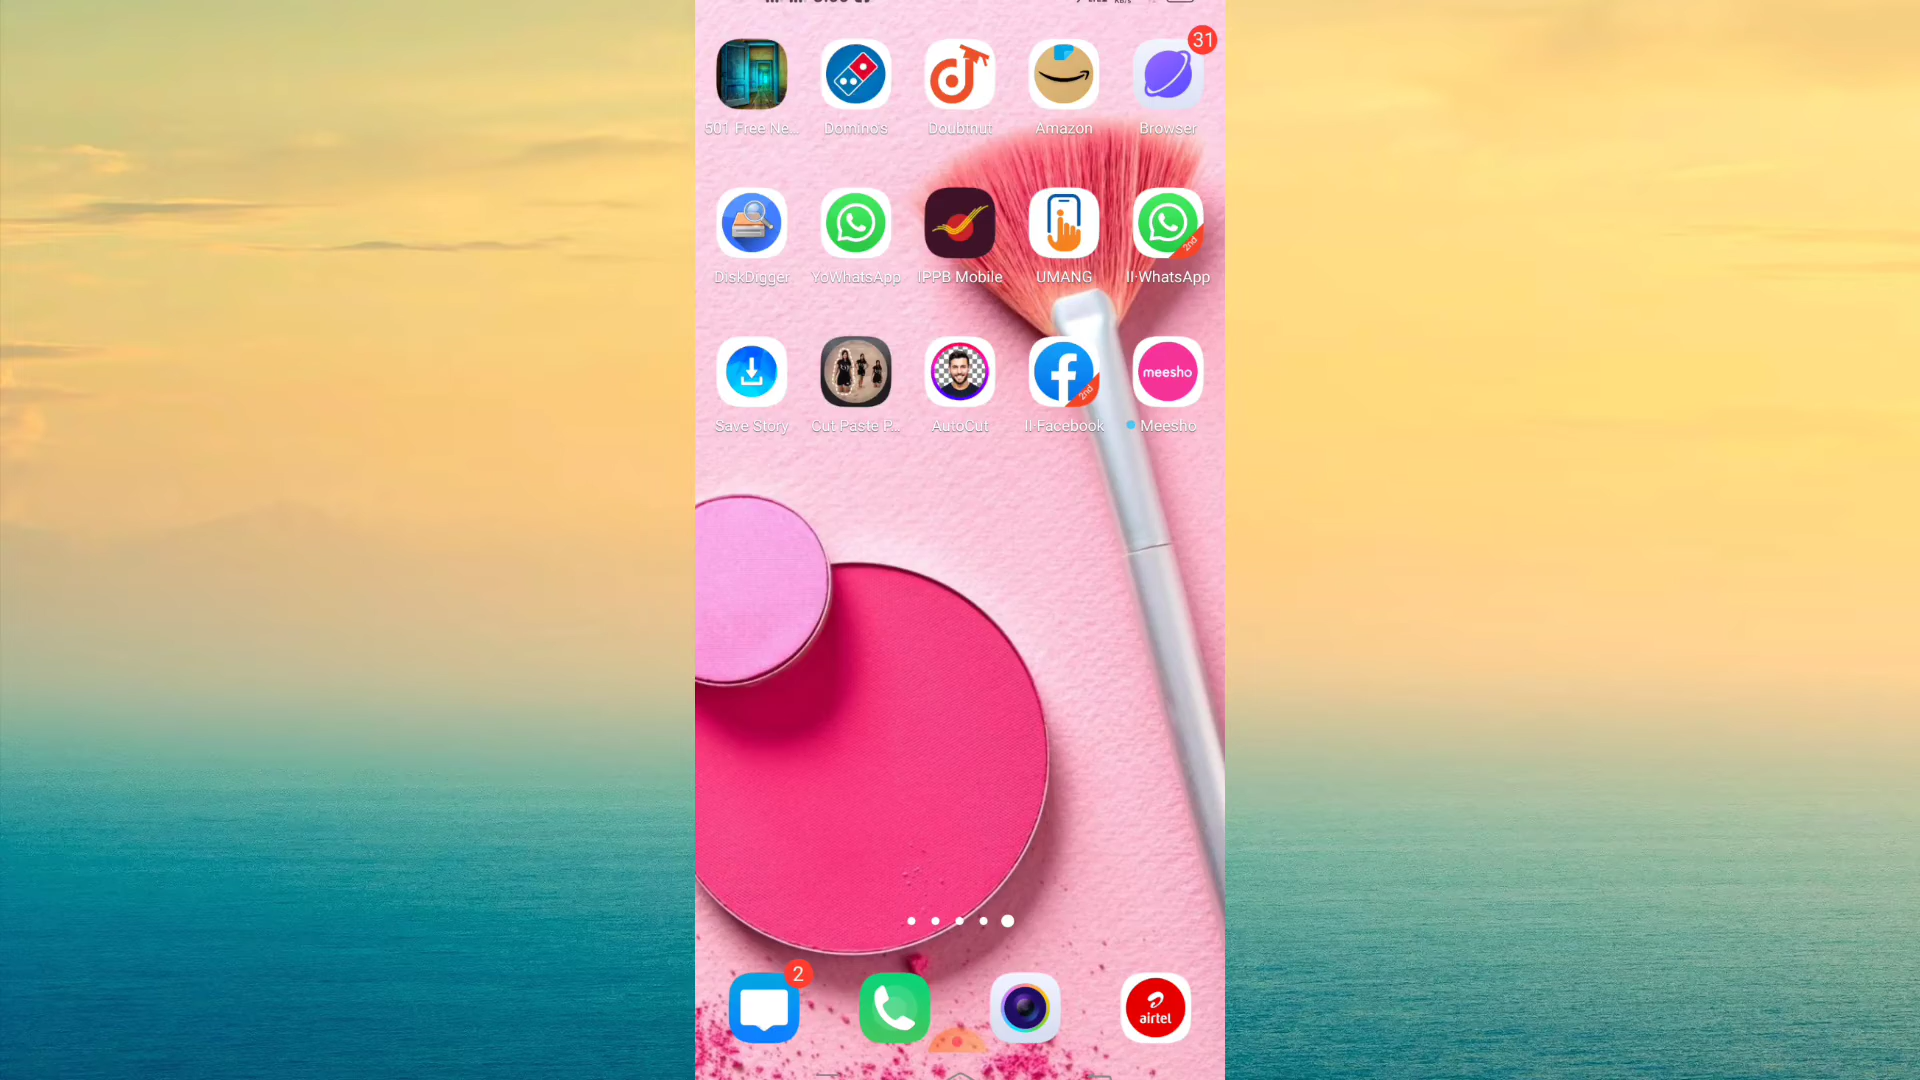 31
501 Free Ne...
Domino's
Doubtnut
Amazon
Browser
DiskDigger
YoWhatsApp
IPPB Mobile
UMANG
2nd
II·WhatsApp
2nd
meesho
Save Story
Cut Paste P...
AutoCut
II·Facebook
Meesho
2
airtel